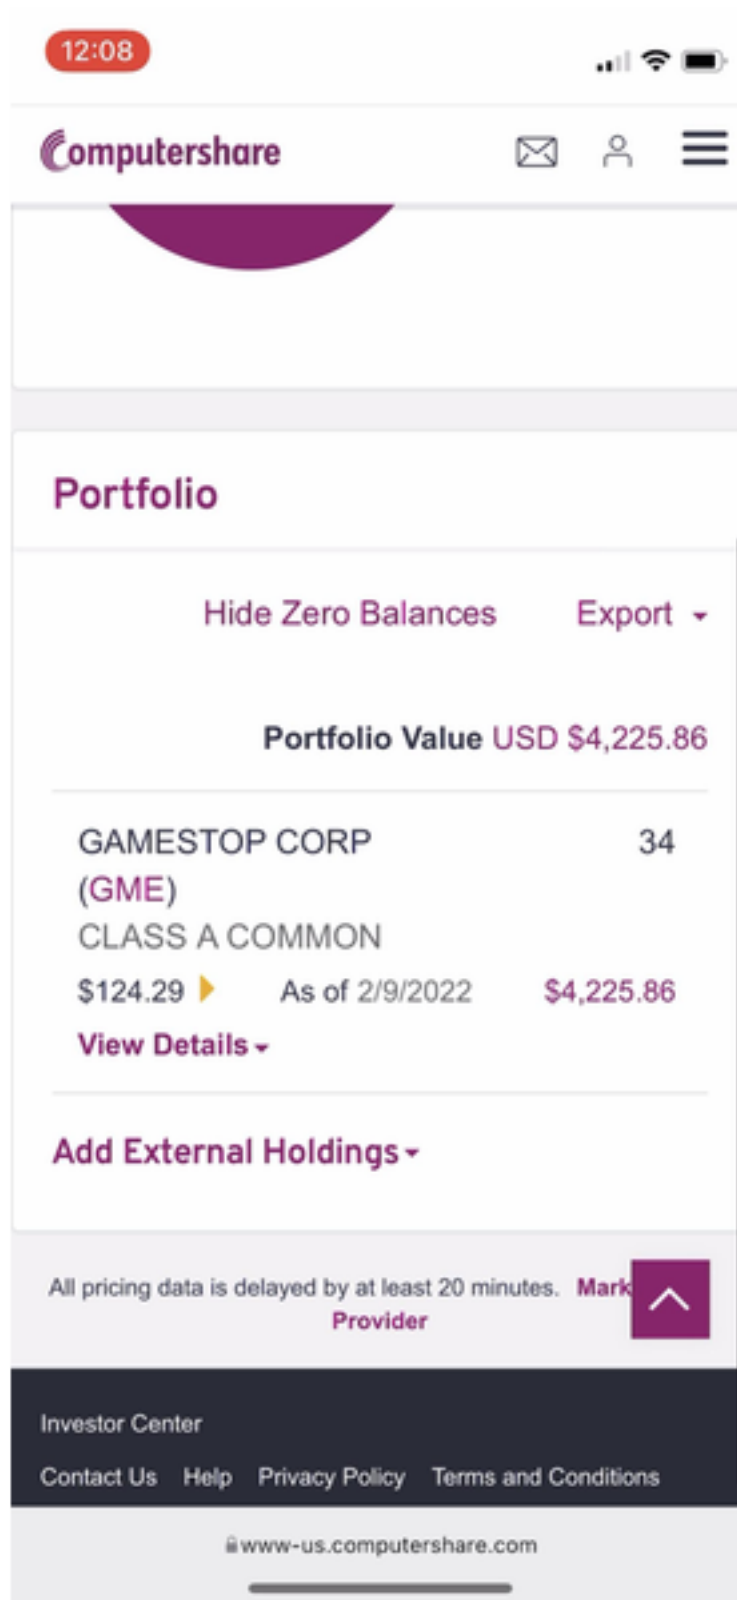 12:08
Computershare
Portfolio
Hide Zero Balances Export
Portfolio Value USD $4,225.86
GAMESTOP CORP 34
(GME)
CLASS A COMMON
$124.29 As of 2/9/2022 $4,225.86
View Details
Add External Holdings
All pricing data is delayed by at least 20 minutes. Mark
Provider
Investor Center
Contact Us Help Privacy Policy Terms and Conditions
www-us.computershare.com